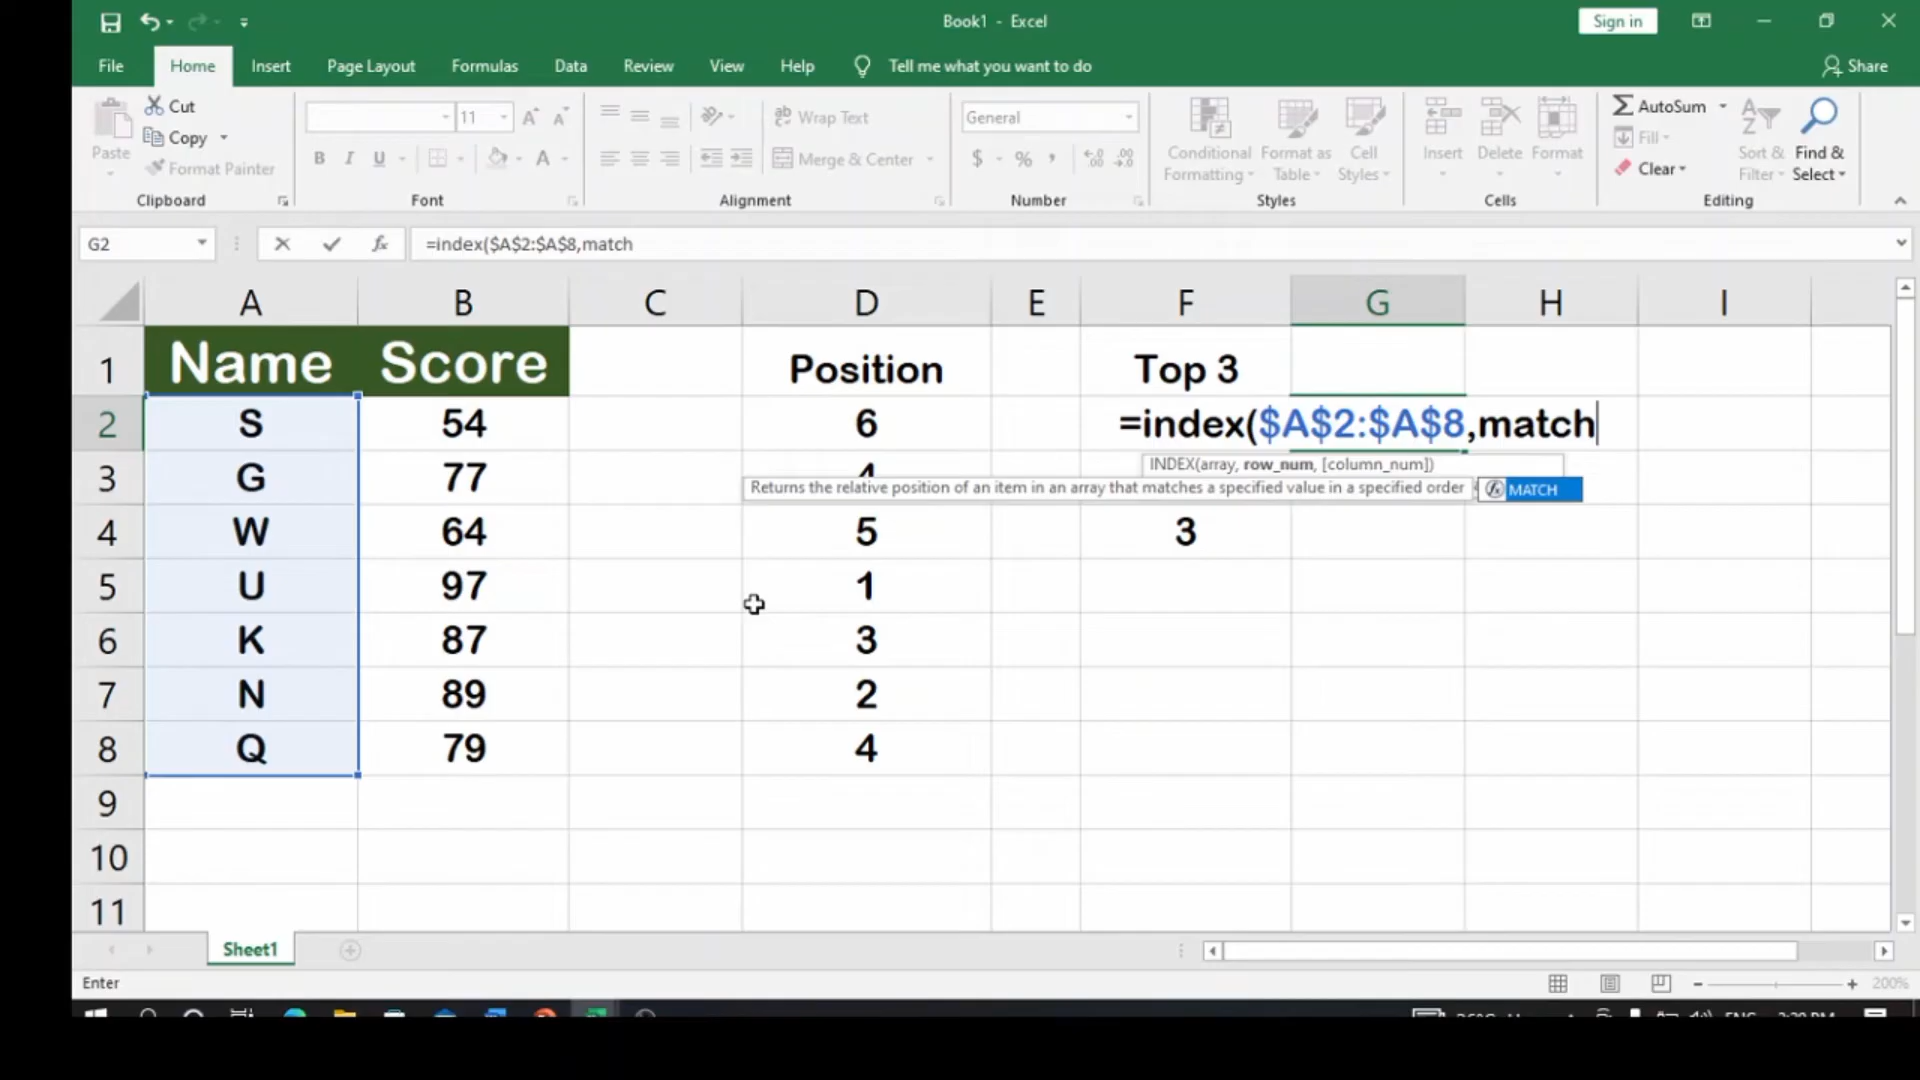 Book1 - Excel
Sign in
File Home Insert Page Layout Formulas Data Review View Help Tell me what you want to do Share
Cut
Copy
Format Painter
Paste
Clipboard
11
B I U A
Font
Wrap Text
Merge & Center
Alignment
General
$ % ,
Number
Conditional Formatting
Format as Table
Cell Styles
Styles
Insert
Delete
Format
Cells
AutoSum
Fill
Clear
Sort & Filter
Find & Select
Editing
G2 fx =index($A$2:$A$8,match
A B C D E F G H I
1 Name Score Position Top 3
2 S 54 6 =index($A$2:$A$8,match
INDEX(array, row_num, [column_num])
3 G 77
Returns the relative position of an item in an array that matches a specified value in a specified order MATCH
4 W 64 5 3
5 U 97 1
6 K 87 3
7 N 89 2
8 Q 79 4
9
10
11
Sheet1
Enter 200%